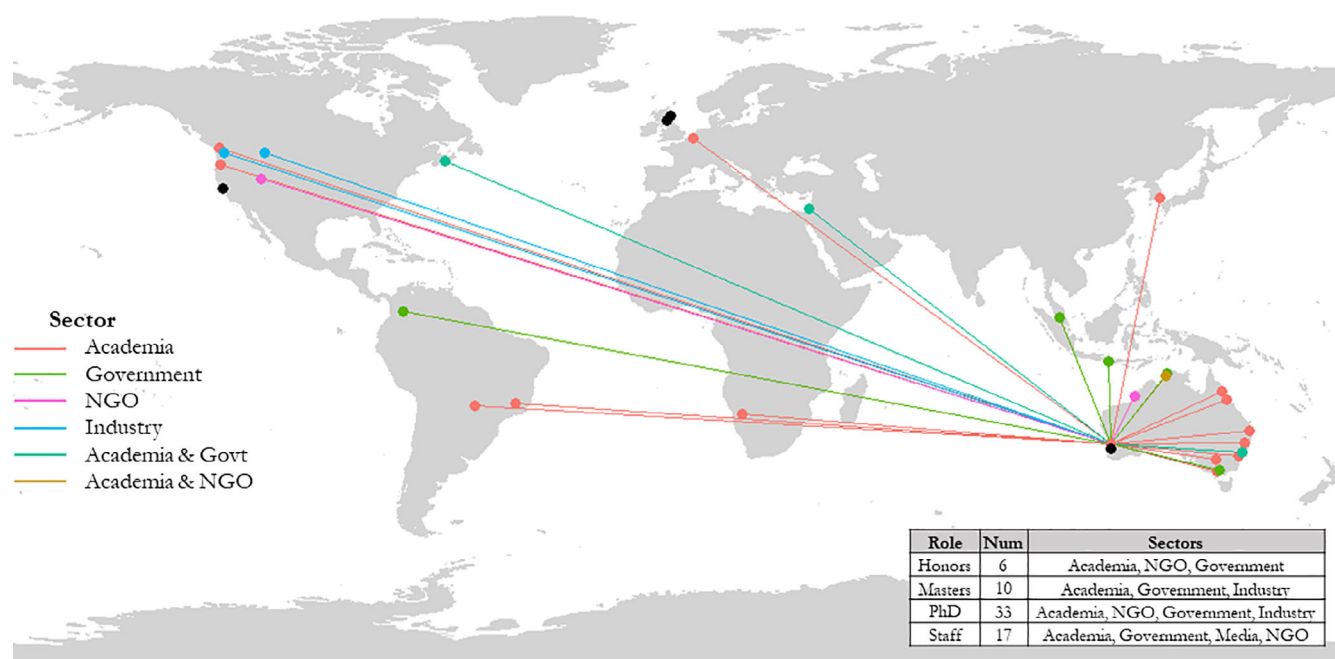 Sector
Academia
Government
NGO
Industry
Academia & Govt
Academia & NGO
Role Num Sectors
Honors 6 Academia, NGO, Government
Masters 10 Academia, Government, Industry
PhD 33 Academia, NGO, Government, Industry
Staff 17 Academia, Government, Media, NGO